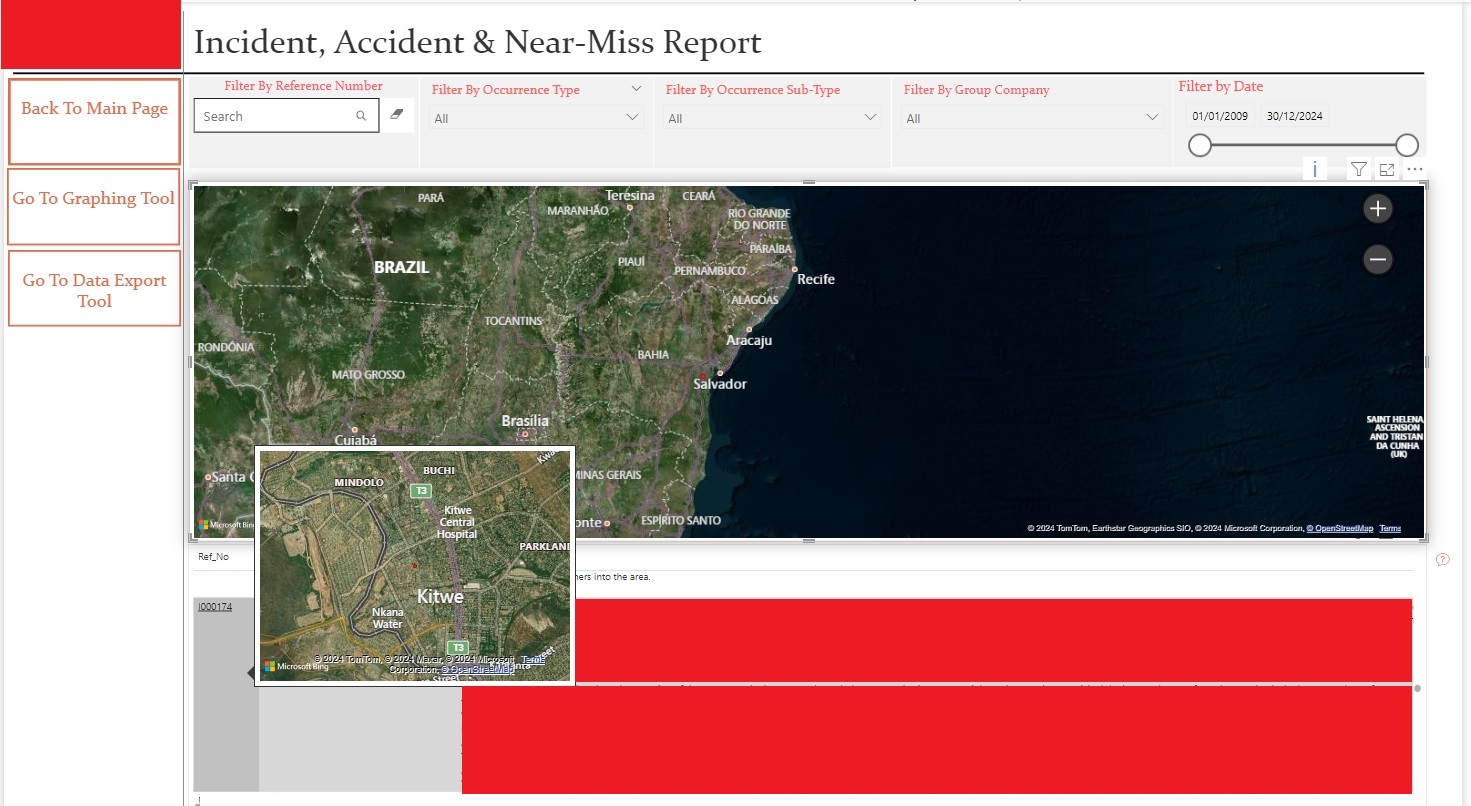 Incident, Accident & Near-Miss Report
Back To Main Page
Go To Graphing Tool
Go To Data Export
Tool
Filter By Reference Number
Search
Filter By Occurrence Type
All
Filter By Occurrence Sub-Type
All
Filter By Group Company
All
Filter by Date
01/01/2009
30/12/2024
PARÁ
Teresina
CEARÁ
MARANHÃO
RIO GRANDE
DO NORTE
PARAÍBA
BRAZIL
PIAUÍ
PERNAMBUCO
Recife
ALAGOAS
TOCANTINS
Aracaju
RONDÔNIA
BAHIA
MATO GROSSO
Salvador
Brasília
Cuiabá
SAINT HELENA
ASCENSION
AND TRISTAN
DA CUNHA
(UK)
Santa C
MINAS GERAIS
onte
ESPÍRITO SANTO
Microsoft Bin
© 2024 TomTom, Earthstar Geographics SIO, © 2024 Microsoft Corporation, © OpenStreetMap Terms
BUCHI
MINDOLO
T3
Kitwe
Central
Hospital
PARKLAND
Kitwe
Nkana
Water
T3
© 2024 TomTom, © 2024 Maxar, © 2024 Microsoft
Corporation, © OpenStreetMap
Terms
Microsoft Bing
Street
Ref_No
ners into the area.
I000174